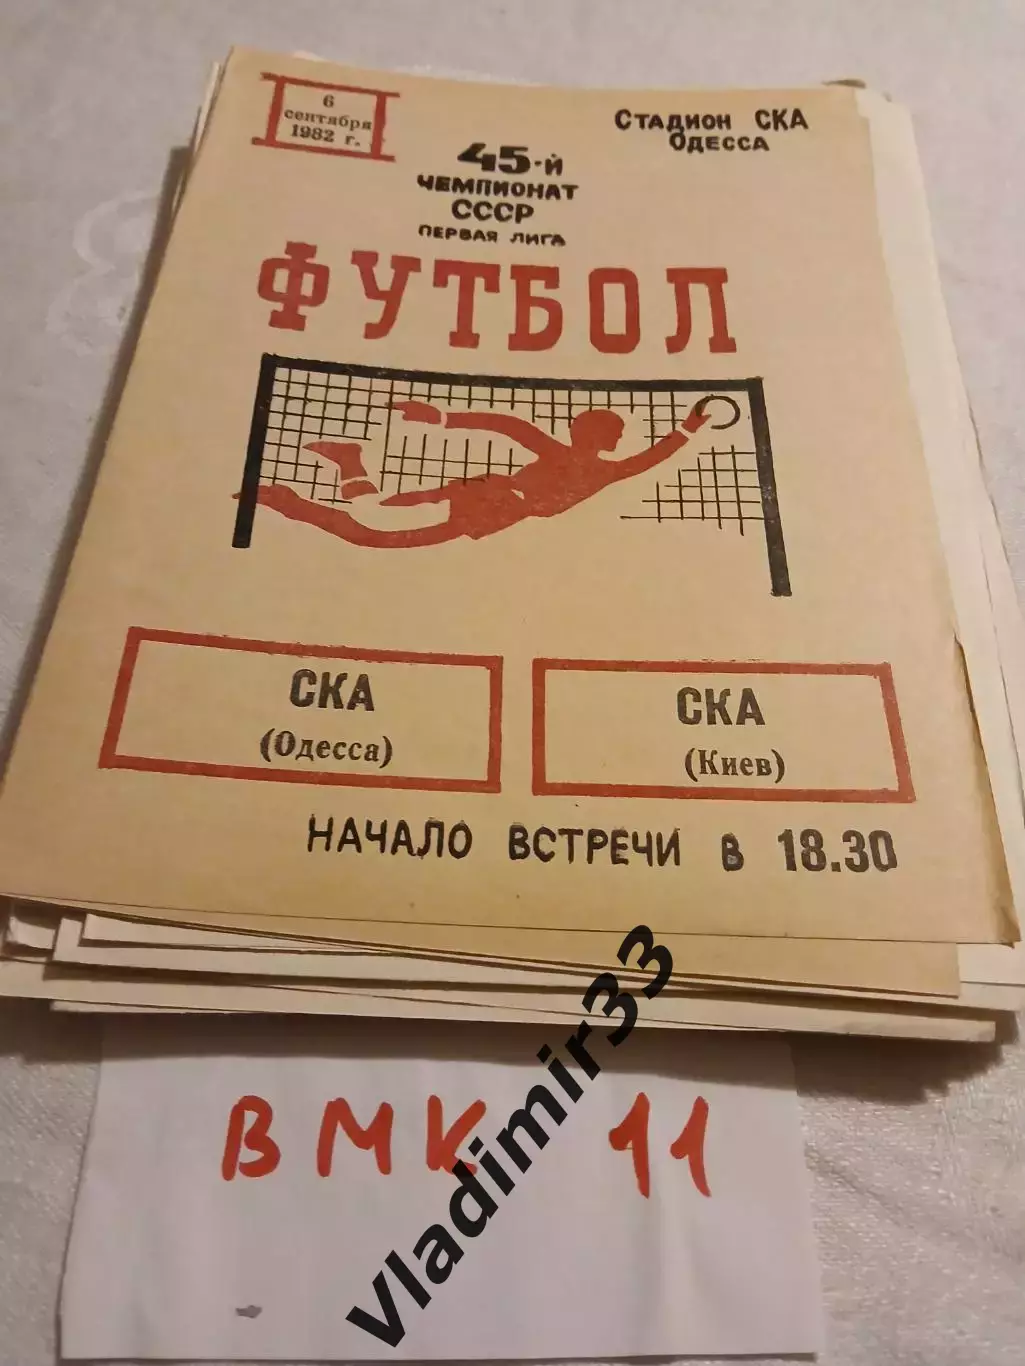 6
сентября
1982 г.
Стадион СКА
Одесса
45-й
чемпионат
СССР
первая лига
ФУТБОЛ
СКА
(Одесса)
СКА
(Киев)
НАЧАЛО ВСТРЕЧИ В 18.30
ВМК 11
Vladimir33